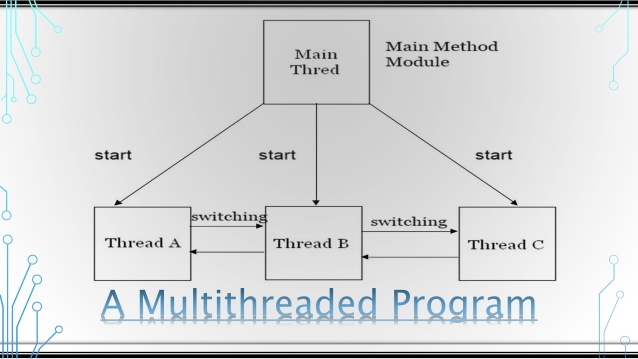 Main
Thred
Main Method
Module
start
start
start
switching
switching
Thread A
Thread B
Thread C
A Multithreaded Program